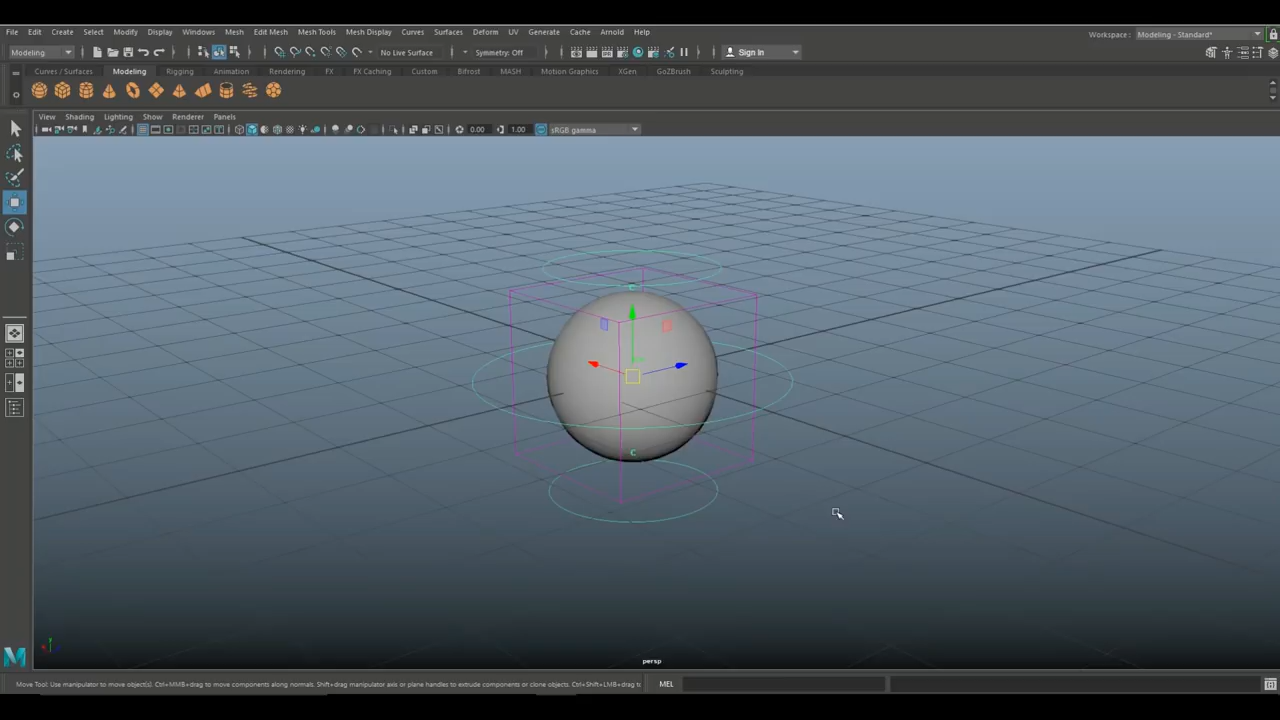 File Edit Create Select Modify Display Windows Mesh Edit Mesh Mesh Tools Mesh Display Curves Surfaces Deform UV Generate Cache Arnold Help
Workspace : Modeling - Standard*
Modeling No Live Surface Symmetry: Off Sign In
Curves / Surfaces Modeling Rigging Animation Rendering FX FX Caching Custom Bifrost MASH Motion Graphics XGen GoZBrush Sculpting
View Shading Lighting Show Renderer Panels
0.00 1.00 sRGB gamma
C
C
persp
Move Tool: Use manipulator to move object(s). Ctrl+MMB+drag to move components along normals. Shift+drag manipulator axis or plane handles to extrude components or clone objects. Ctrl+Shift+LMB+drag to
MEL